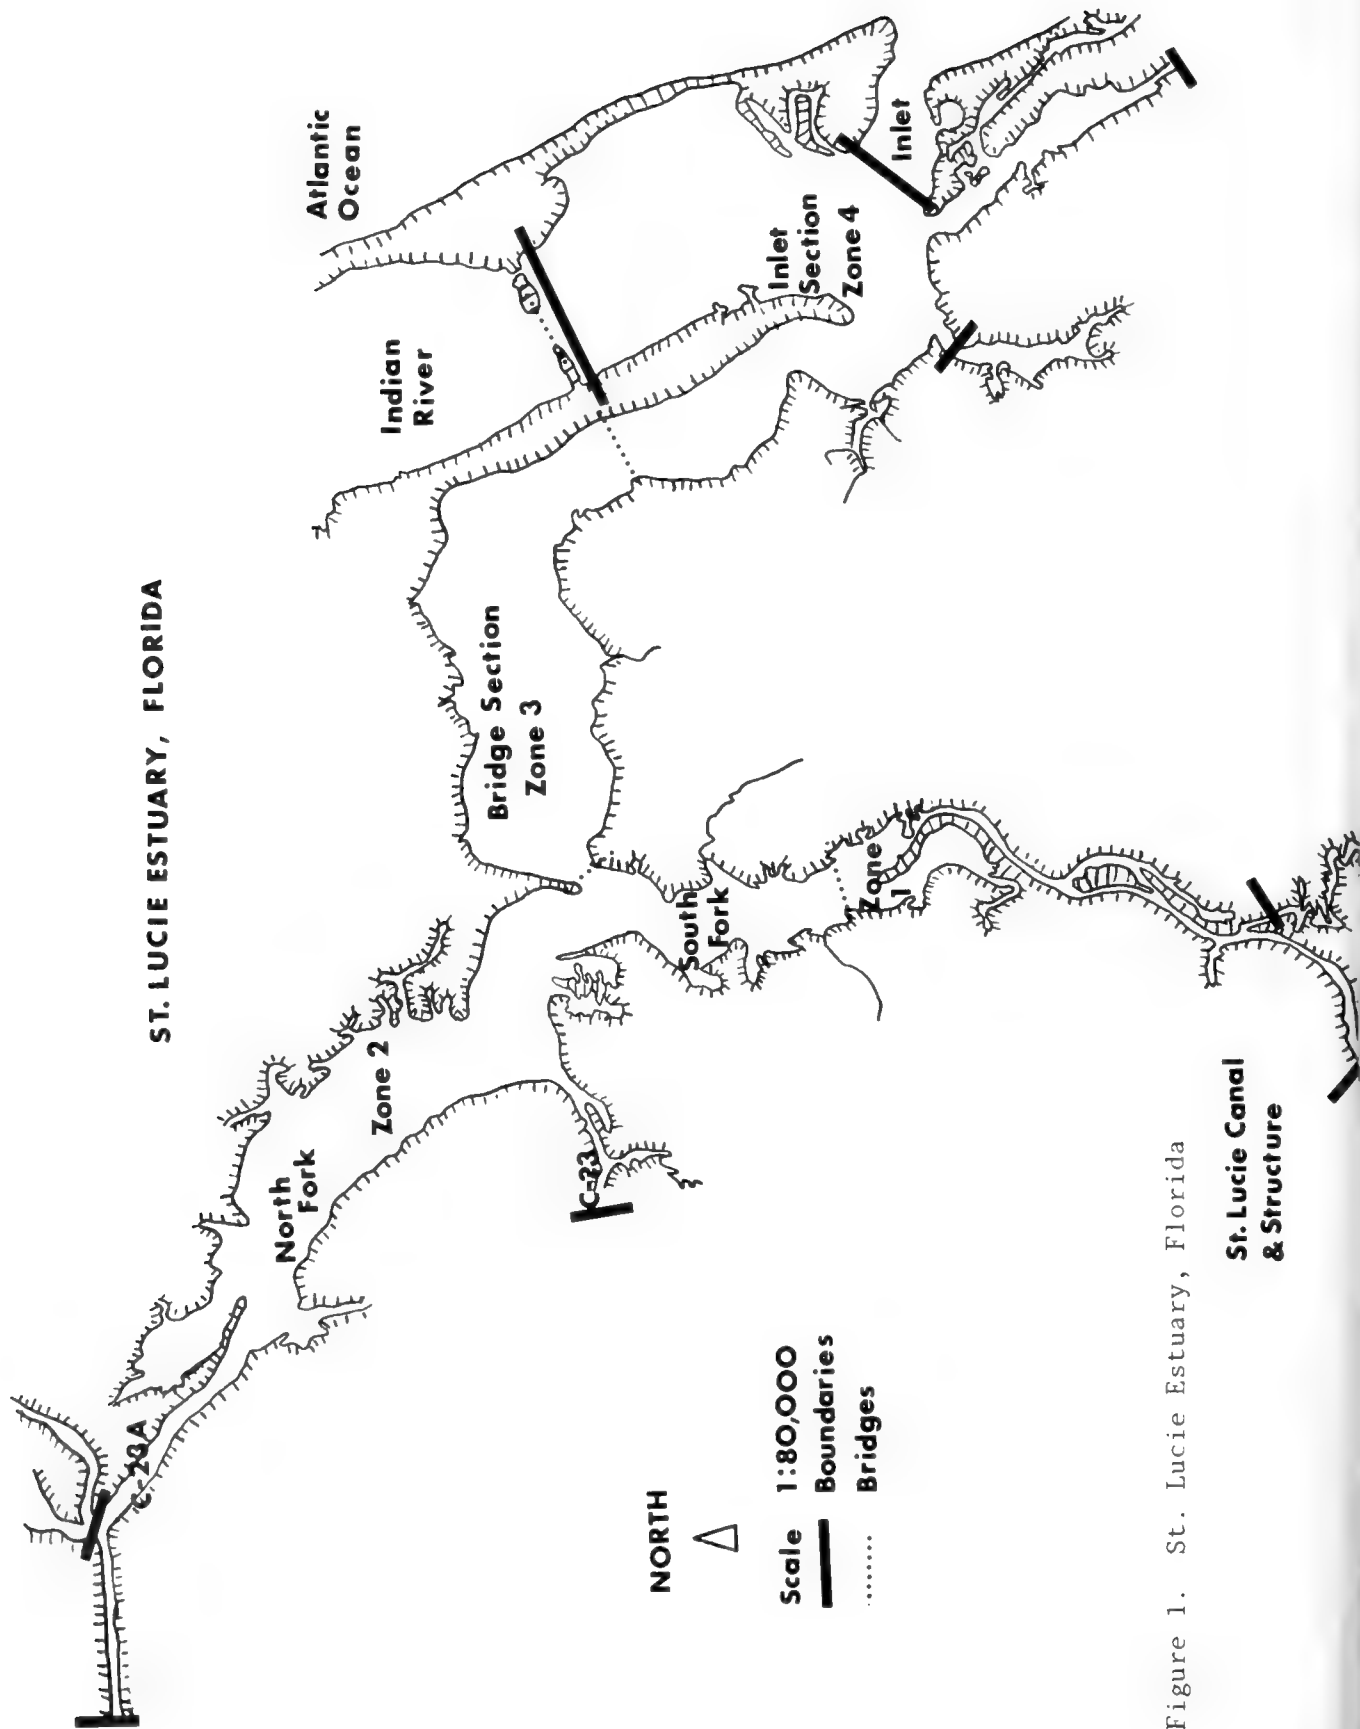 ST. LUCIE ESTUARY, FLORIDA
Atlantic
Ocean
Indian
River
Inlet
Inlet
Section
Zone 4
Bridge Section
Zone 3
South
Fork
Zone
1
Zone 2
North
Fork
C-23
C-23A
NORTH
Scale 1:80,000
Boundaries
Bridges
St. Lucie Canal
& Structure
Figure 1. St. Lucie Estuary, Florida